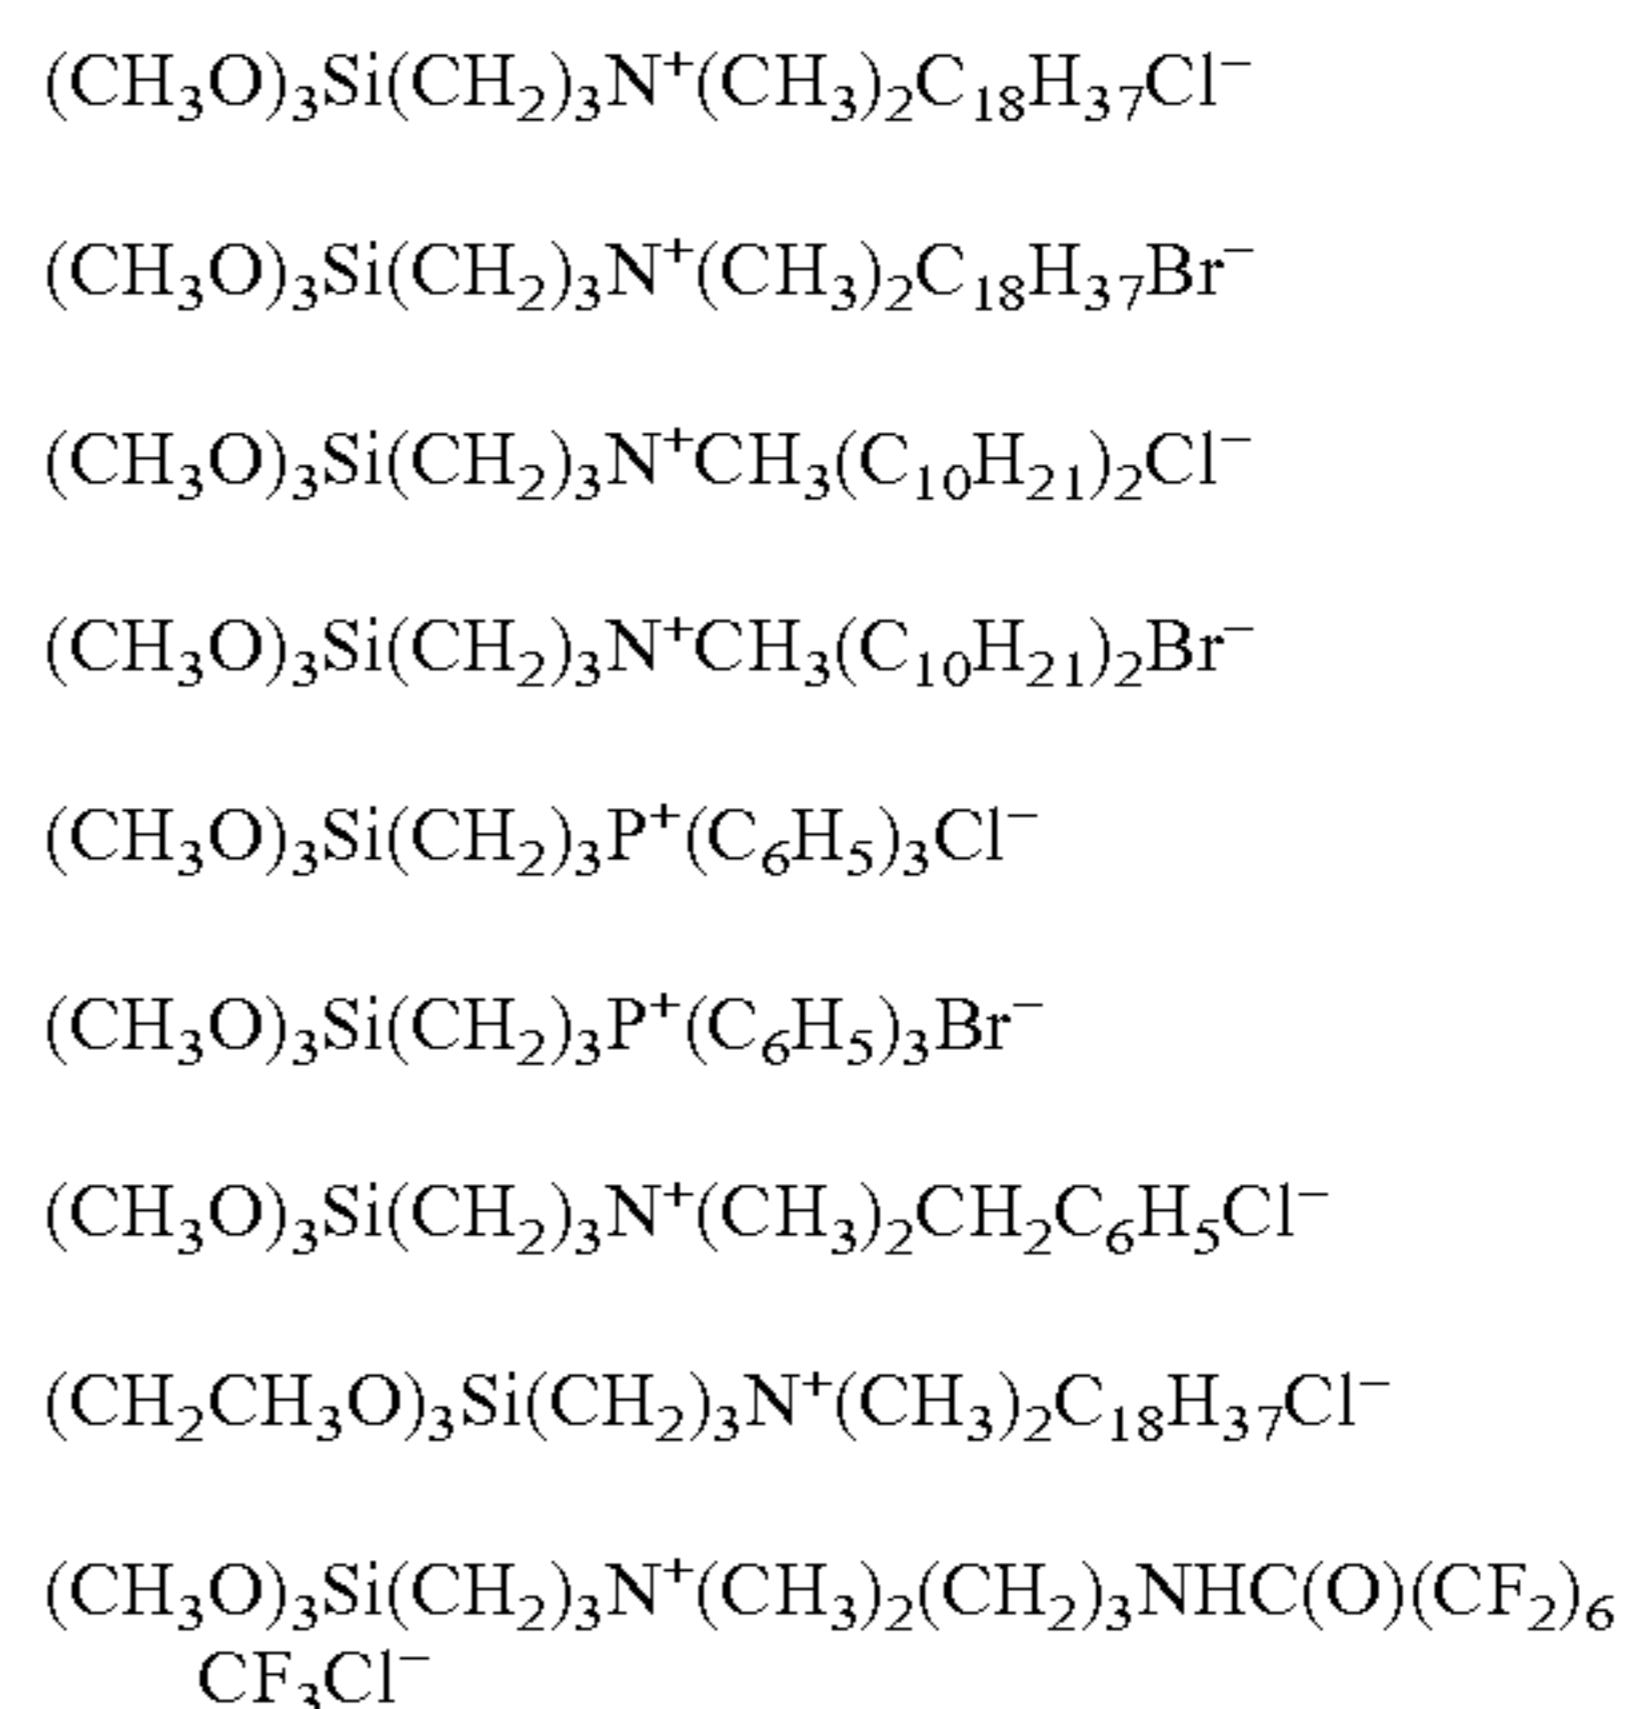 (CH₃O)₃Si(CH₂)₃N⁺(CH₃)₂C₁₈H₃₇Cl⁻
(CH₃O)₃Si(CH₂)₃N⁺(CH₃)₂C₁₈H₃₇Br⁻
(CH₃O)₃Si(CH₂)₃N⁺CH₃(C₁₀H₂₁)₂Cl⁻
(CH₃O)₃Si(CH₂)₃N⁺CH₃(C₁₀H₂₁)₂Br⁻
(CH₃O)₃Si(CH₂)₃P⁺(C₆H₅)₃Cl⁻
(CH₃O)₃Si(CH₂)₃P⁺(C₆H₅)₃Br⁻
(CH₃O)₃Si(CH₂)₃N⁺(CH₃)₂CH₂C₆H₅Cl⁻
(CH₂CH₃O)₃Si(CH₂)₃N⁺(CH₃)₂C₁₈H₃₇Cl⁻
(CH₃O)₃Si(CH₂)₃N⁺(CH₃)₂(CH₂)₃NHC(O)(CF₂)₆
CF₃Cl⁻